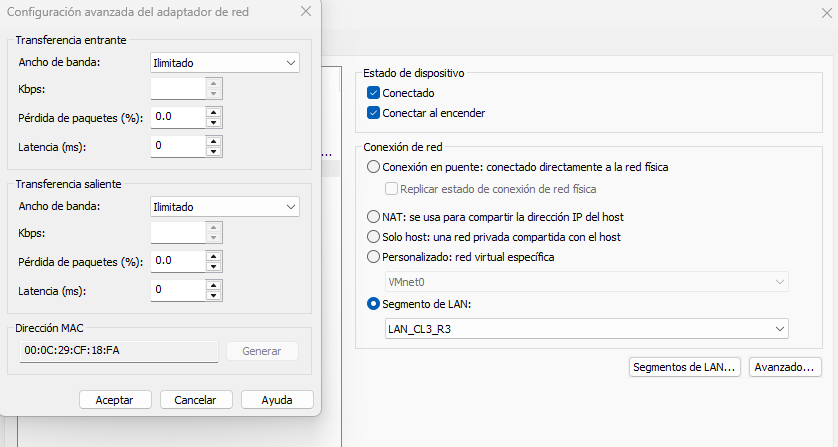 Configuración avanzada del adaptador de red
Transferencia entrante
Ancho de banda: Ilimitado
Kbps:
Pérdida de paquetes (%): 0.0
Latencia (ms): 0
Transferencia saliente
Ancho de banda: Ilimitado
Kbps:
Pérdida de paquetes (%): 0.0
Latencia (ms): 0
Dirección MAC
00:0C:29:CF:18:FA Generar
Aceptar Cancelar Ayuda
...
Estado de dispositivo
Conectado
Conectar al encender
Conexión de red
Conexión en puente: conectado directamente a la red física
Replicar estado de conexión de red física
NAT: se usa para compartir la dirección IP del host
Solo host: una red privada compartida con el host
Personalizado: red virtual específica
VMnet0
Segmento de LAN:
LAN_CL3_R3
Segmentos de LAN... Avanzado...